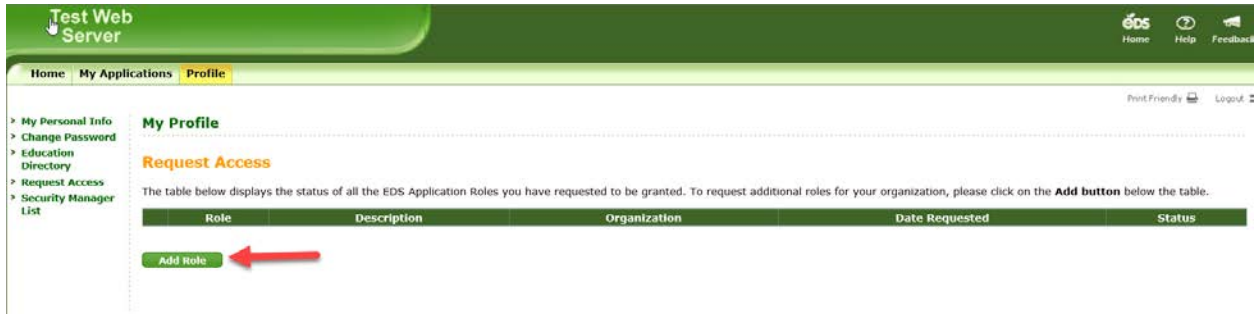 Test Web
Server
eDS
Home Help Feedback
Home My Applications Profile
Print Friendly Logout
> My Personal Info
> Change Password
> Education
Directory
> Request Access
> Security Manager
List
My Profile
Request Access
The table below displays the status of all the EDS Application Roles you have requested to be granted. To request additional roles for your organization, please click on the Add button below the table.
Role Description Organization Date Requested Status
Add Role